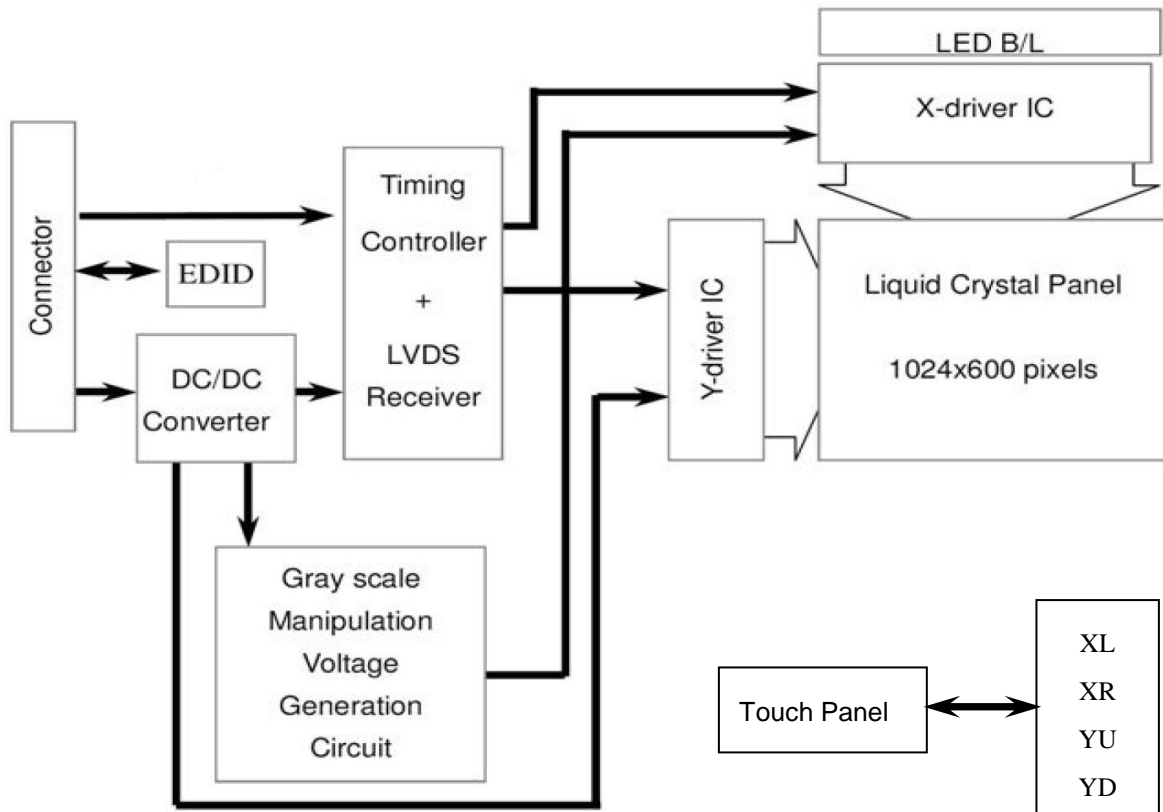 LED B/L
X-driver IC
Connector
Timing
Controller
+
LVDS
Receiver
EDID
DC/DC
Converter
Y-driver IC
Liquid Crystal Panel
1024x600 pixels
Gray scale
Manipulation
Voltage
Generation
Circuit
Touch Panel
XL
XR
YU
YD